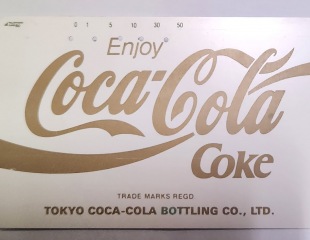 0 1 5 10 30 50
Enjoy
Coca-Cola
Coke
TRADE MARKS REGD
TOKYO COCA-COLA BOTTLING CO., LTD.